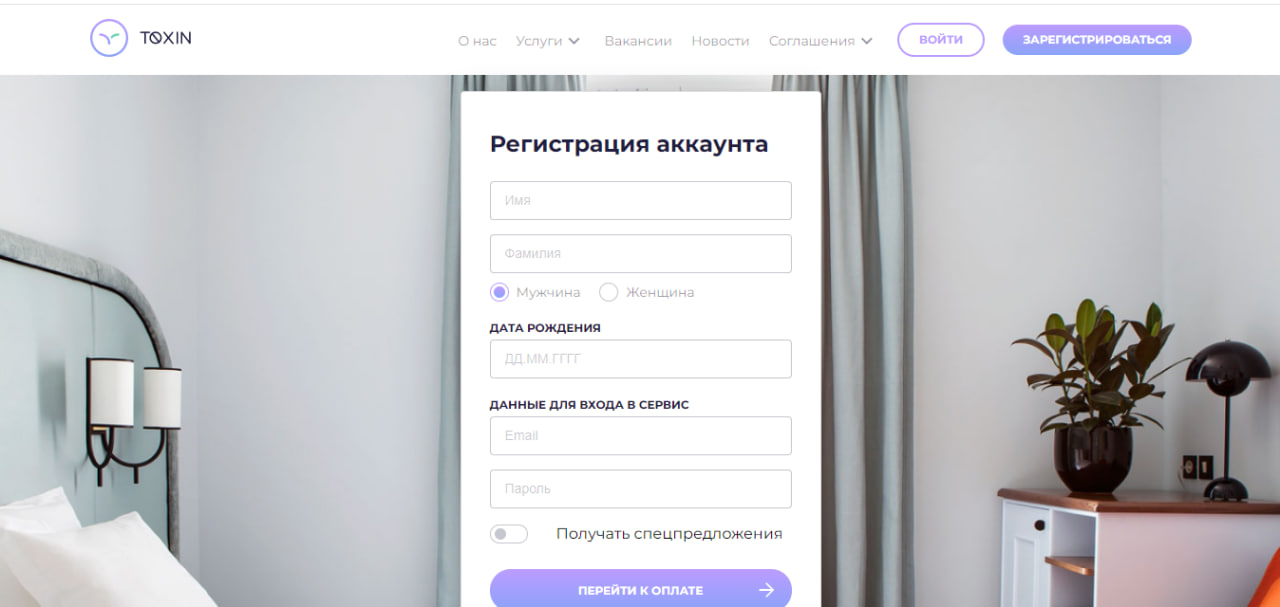 TOXIN
О нас Услуги Вакансии Новости Соглашения ВОЙТИ ЗАРЕГИСТРИРОВАТЬСЯ
Регистрация аккаунта
Имя
Фамилия
Мужчина Женщина
ДАТА РОЖДЕНИЯ
ДД.ММ.ГГГГ
ДАННЫЕ ДЛЯ ВХОДА В СЕРВИС
Email
Пароль
Получать спецпредложения
ПЕРЕЙТИ К ОПЛАТЕ